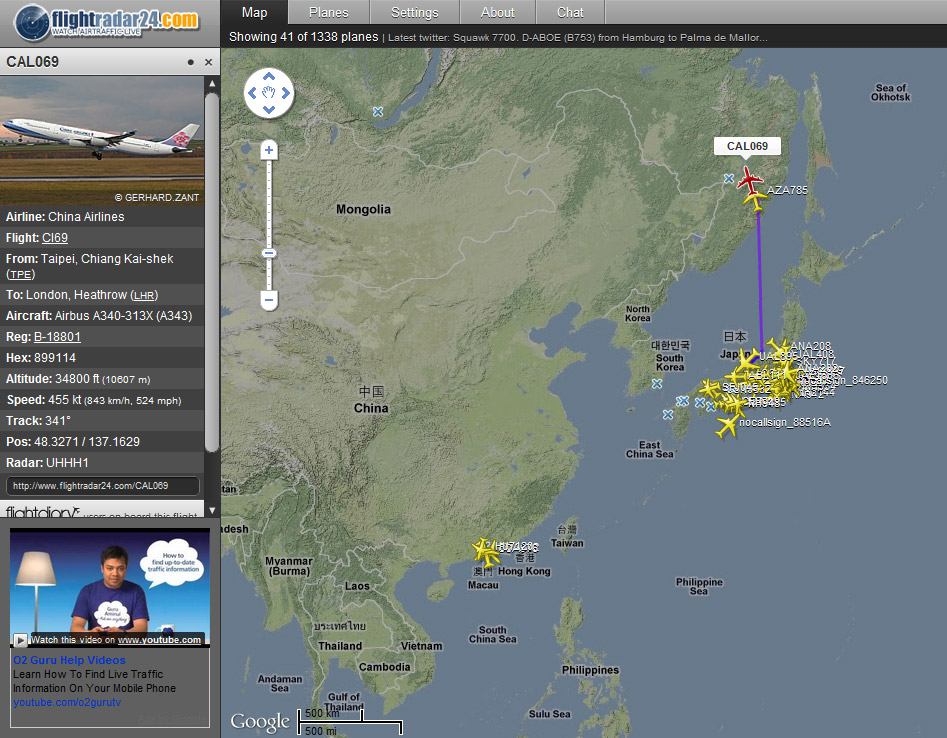 flightradar24.com
WATCH AIRTRAFFIC LIVE
Map
Planes
Settings
About
Chat
Showing 41 of 1338 planes | Latest twitter: Squawk 7700. D-ABOE (B753) from Hamburg to Palma de Mallor...
CAL069
© GERHARD.ZANT
Airline: China Airlines
Flight: CI69
From: Taipei, Chiang Kai-shek
(TPE)
To: London, Heathrow (LHR)
Aircraft: Airbus A340-313X (A343)
Reg: B-18801
Hex: 899114
Altitude: 34800 ft (10607 m)
Speed: 455 kt (843 km/h, 524 mph)
Track: 341°
Pos: 48.3271 / 137.1629
Radar: UHHH1
http://www.flightradar24.com/CAL069
flightdiary users on board this flight
How to
find up-to-date
traffic information
Watch this video on www.youtube.com
O2 Guru Help Videos
Learn How To Find Live Traffic
Information On Your Mobile Phone
youtube.com/o2gurutv
Sea of
Okhotsk
CAL069
AZA785
Mongolia
North
Korea
日本
Japan
대한민국
South
Korea
ANA208
UAL895
JAL408
nocallsign_846250
nocallsign_88516A
中国
China
East
China Sea
台灣
Taiwan
香港
Hong Kong
澳門
Macau
Myanmar
(Burma)
Laos
ประเทศไทย
Thailand
Vietnam
Cambodia
South
China Sea
Philippine
Sea
Philippines
Andaman
Sea
Gulf of
Thailand
Sulu Sea
Google
500 km
500 mi